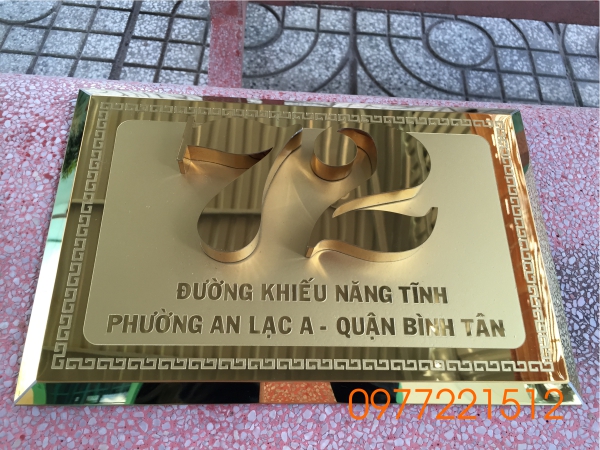 72
ĐƯỜNG KHIẾU NĂNG TĨNH
PHƯỜNG AN LẠC A - QUẬN BÌNH TÂN
0977221512